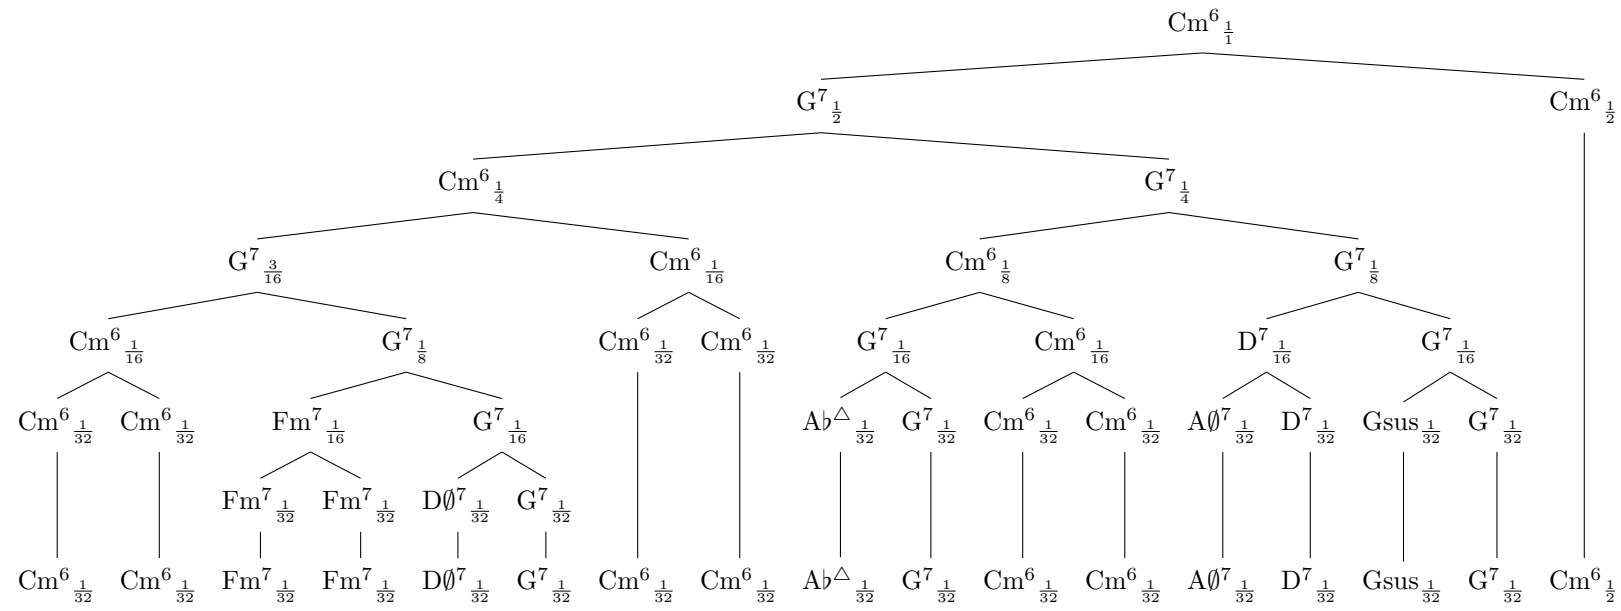 Cm⁶ 1/1
G⁷ 1/2 Cm⁶ 1/2
Cm⁶ 1/4 G⁷ 1/4
G⁷ 3/16 Cm⁶ 1/16 Cm⁶ 1/8 G⁷ 1/8
Cm⁶ 1/16 G⁷ 1/8 Cm⁶ 1/32 Cm⁶ 1/32 G⁷ 1/16 Cm⁶ 1/16 D⁷ 1/16 G⁷ 1/16
Cm⁶ 1/32 Cm⁶ 1/32 Fm⁷ 1/16 G⁷ 1/16 A♭△ 1/32 G⁷ 1/32 Cm⁶ 1/32 Cm⁶ 1/32 A∅⁷ 1/32 D⁷ 1/32 Gsus 1/32 G⁷ 1/32
Fm⁷ 1/32 Fm⁷ 1/32 D∅⁷ 1/32 G⁷ 1/32
Cm⁶ 1/32 Cm⁶ 1/32 Fm⁷ 1/32 Fm⁷ 1/32 D∅⁷ 1/32 G⁷ 1/32 Cm⁶ 1/32 Cm⁶ 1/32 A♭△ 1/32 G⁷ 1/32 Cm⁶ 1/32 Cm⁶ 1/32 A∅⁷ 1/32 D⁷ 1/32 Gsus 1/32 G⁷ 1/32 Cm⁶ 1/2